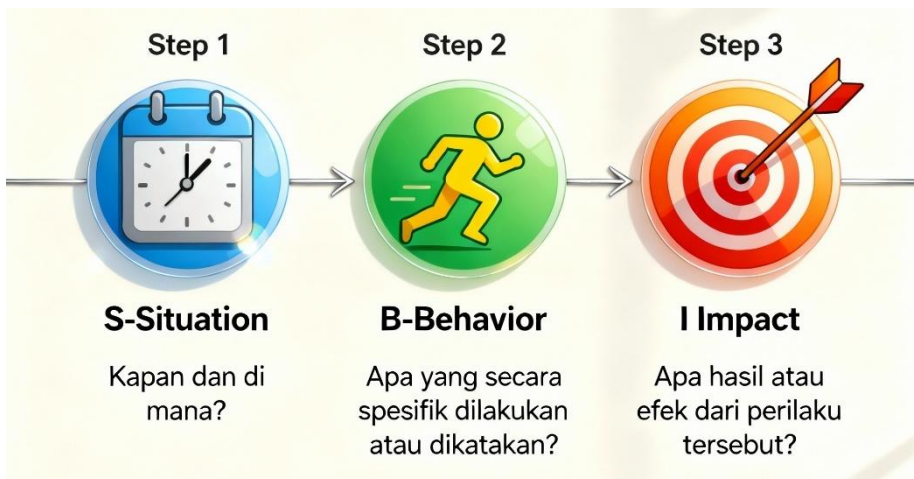 Step 1
Step 2
Step 3
S-Situation
B-Behavior
I Impact
Kapan dan di
mana?
Apa yang secara
spesifik dilakukan
atau dikatakan?
Apa hasil atau
efek dari perilaku
tersebut?